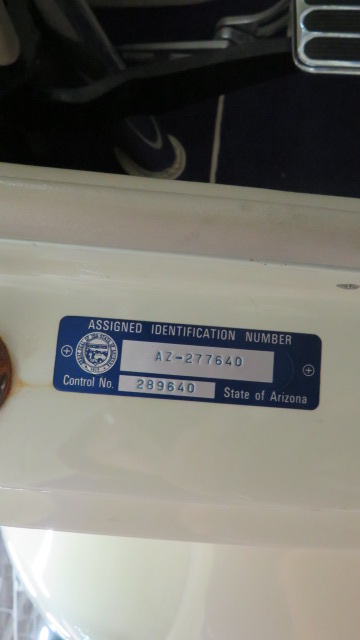 ASSIGNED IDENTIFICATION NUMBER
AZ-277640
Control No. 289640 State of Arizona